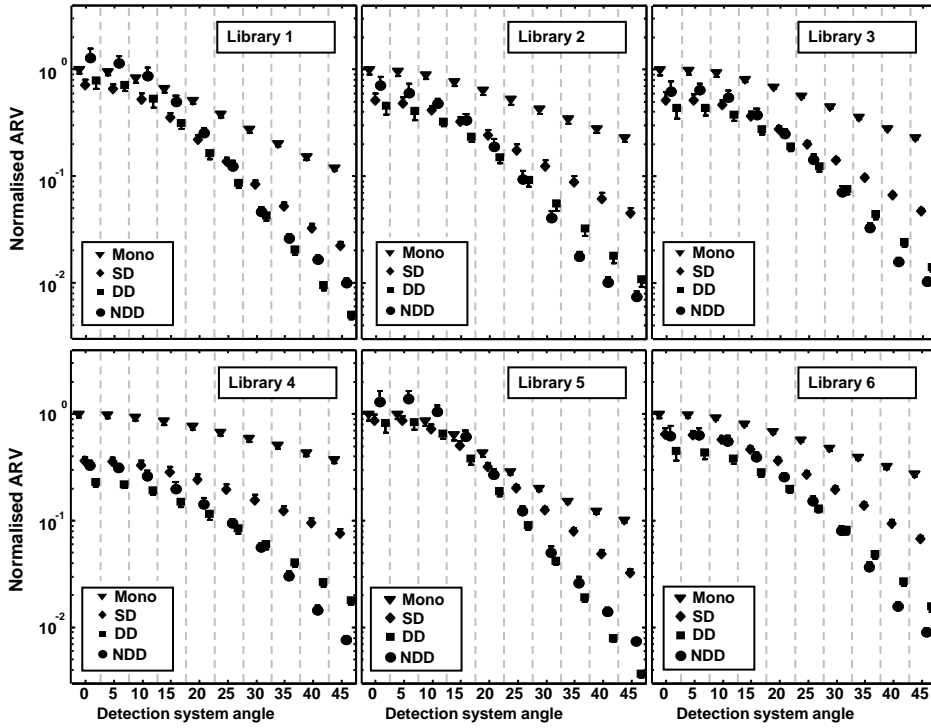 Library 1
Library 2
Library 3
Normalised ARV
10^0
10^-1
10^-2
Mono
SD
DD
NDD
Mono
SD
DD
NDD
Mono
SD
DD
NDD
Library 4
Library 5
Library 6
Normalised ARV
10^0
10^-1
10^-2
Mono
SD
DD
NDD
Mono
SD
DD
NDD
Mono
SD
DD
NDD
0 5 10 15 20 25 30 35 40 45
0 5 10 15 20 25 30 35 40 45
0 5 10 15 20 25 30 35 40 45
Detection system angle
Detection system angle
Detection system angle